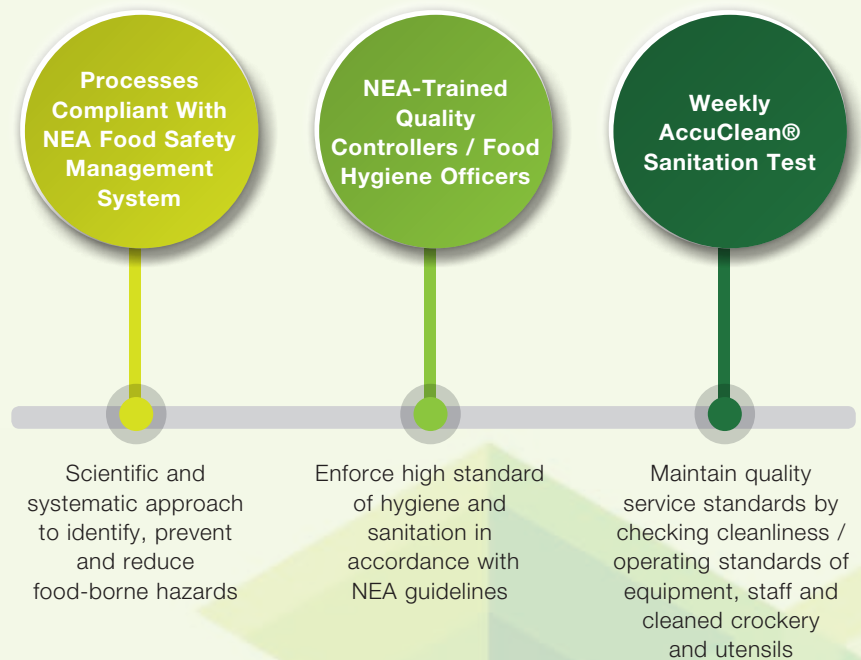 Processes
Compliant With
NEA Food Safety
Management
System
NEA-Trained
Quality
Controllers / Food
Hygiene Officers
Weekly
AccuClean®
Sanitation Test
Scientific and
systematic approach
to identify, prevent
and reduce
food-borne hazards
Enforce high standard
of hygiene and
sanitation in
accordance with
NEA guidelines
Maintain quality
service standards by
checking cleanliness /
operating standards of
equipment, staff and
cleaned crockery
and utensils